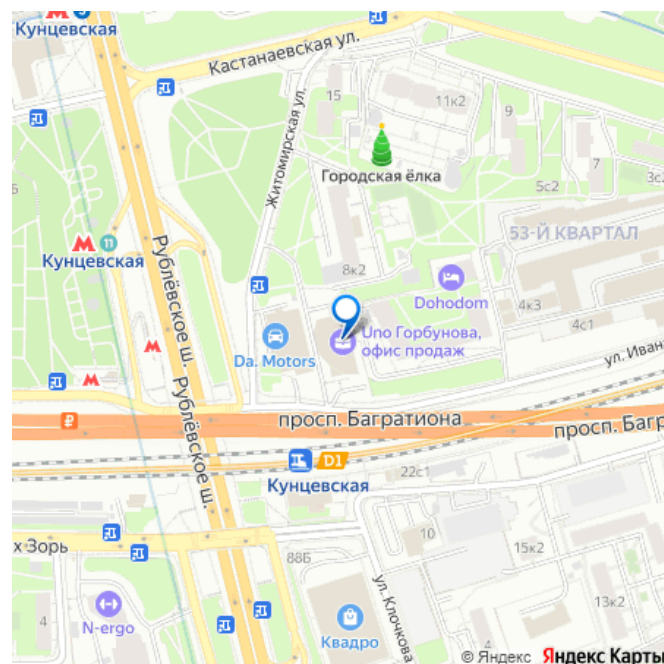 Кунцевская
Кастанаевская ул.
15
11к2
9
7
3с2
Житомирская ул.
Городская ёлка
5с2
11
Кунцевская
53-Й КВАРТАЛ
8к2
Dohodom
4к3
4с1
Рублёвское ш.
Рублёвское ш.
Da. Motors
Uno Горбунова,
офис продаж
ул. Иван
просп. Багратиона
просп. Багр
D1
Кунцевская
22с1
х Зорь
88Б
10
15к2
4
N-ergo
4
Квадро
ул. Клочкова
13к2
© Яндекс Яндекс Карты